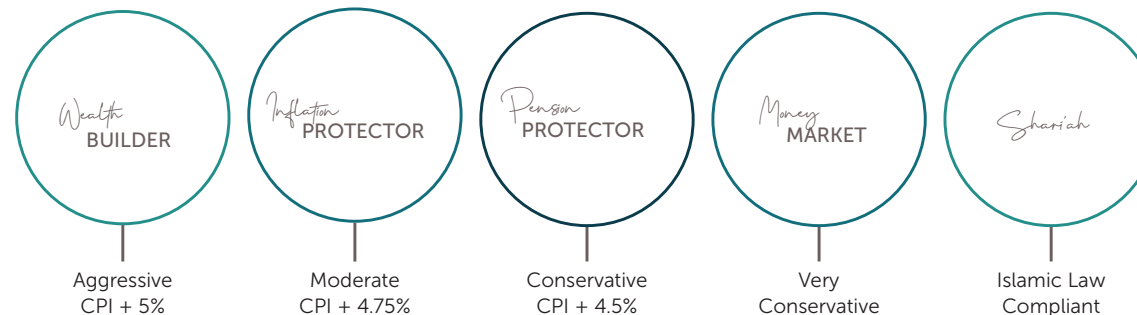 Wealth
BUILDER
Inflation
PROTECTOR
Pension
PROTECTOR
Money
MARKET
Shari'ah
Aggressive
CPI + 5%
Moderate
CPI + 4.75%
Conservative
CPI + 4.5%
Very
Conservative
Islamic Law
Compliant